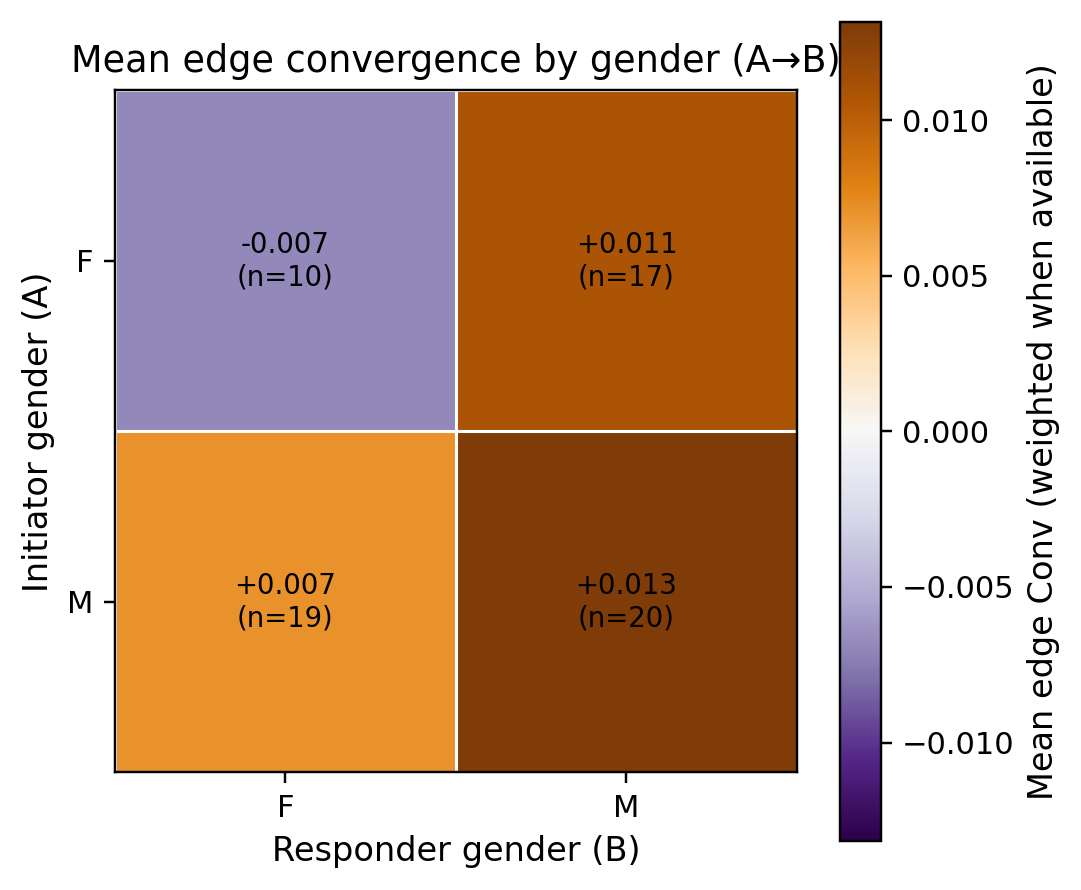 Mean edge convergence by gender (A→B)
Initiator gender (A)
F
M
-0.007
(n=10)
+0.011
(n=17)
+0.007
(n=19)
+0.013
(n=20)
F
M
Responder gender (B)
0.010
0.005
0.000
−0.005
−0.010
Mean edge Conv (weighted when available)